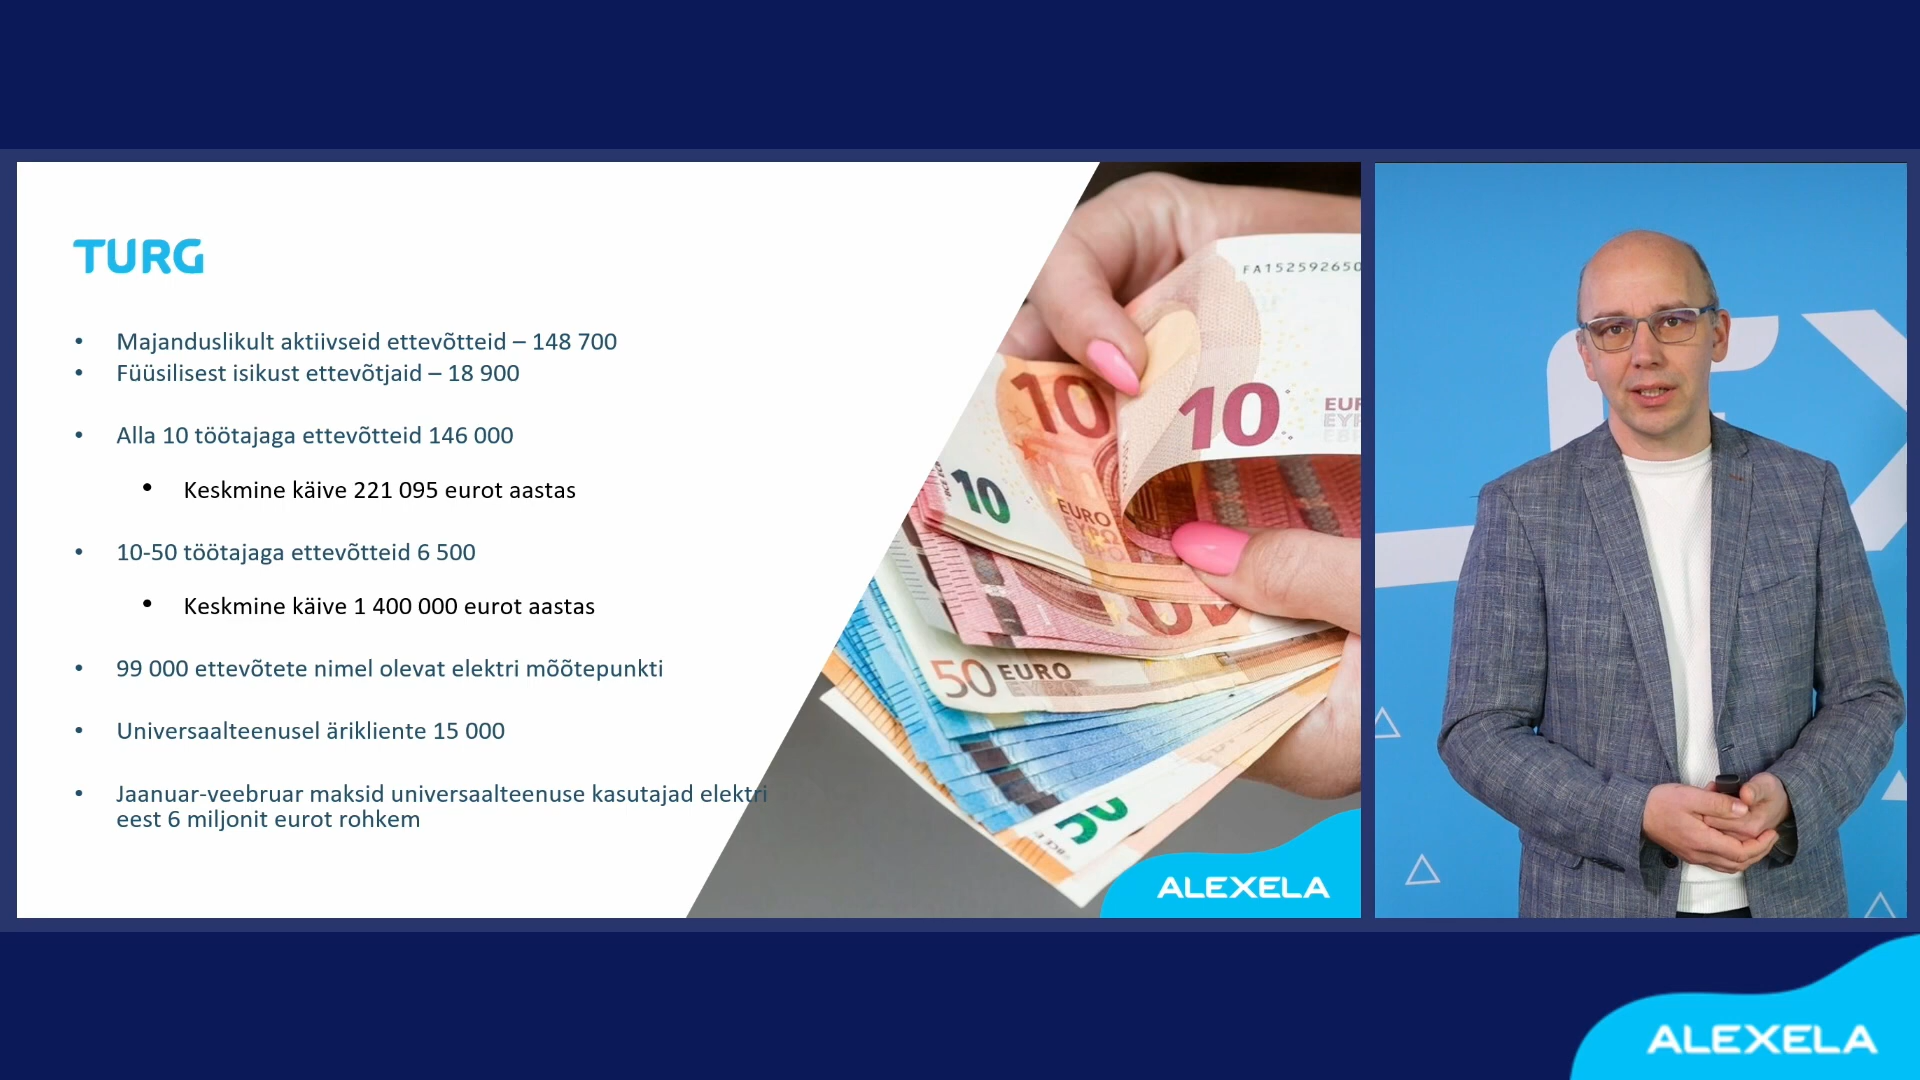 TURG
• Majanduslikult aktiivseid ettevõtteid – 148 700
• Füüsilisest isikust ettevõtjaid – 18 900
• Alla 10 töötajaga ettevõtteid 146 000
• Keskmine käive 221 095 eurot aastas
• 10-50 töötajaga ettevõtteid 6 500
• Keskmine käive 1 400 000 eurot aastas
• 99 000 ettevõtete nimel olevat elektri mõõtepunkti
• Universaalteenusel ärikliente 15 000
• Jaanuar-veebruar maksid universaalteenuse kasutajad elektri
eest 6 miljonit eurot rohkem
FA152592650
10
10
EUR
10
EURO
ΕΥΡΩ
50 EURO
50
ALEXELA
ALEXELA